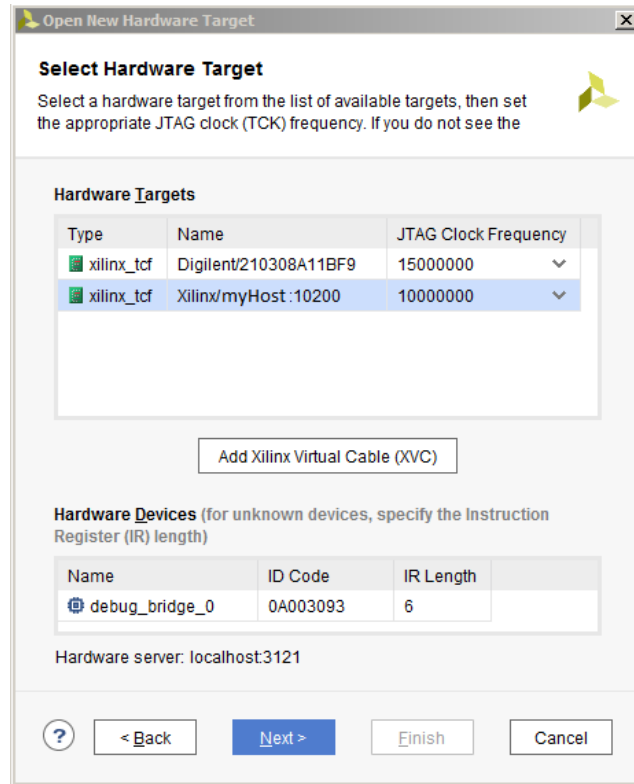 Open New Hardware Target
Select Hardware Target
Select a hardware target from the list of available targets, then set
the appropriate JTAG clock (TCK) frequency. If you do not see the
Hardware Targets
Type Name JTAG Clock Frequency
xilinx_tcf Digilent/210308A11BF9 15000000
xilinx_tcf Xilinx/myHost:10200 10000000
Add Xilinx Virtual Cable (XVC)
Hardware Devices (for unknown devices, specify the Instruction
Register (IR) length)
Name ID Code IR Length
debug_bridge_0 0A003093 6
Hardware server: localhost:3121
? < Back Next > Finish Cancel